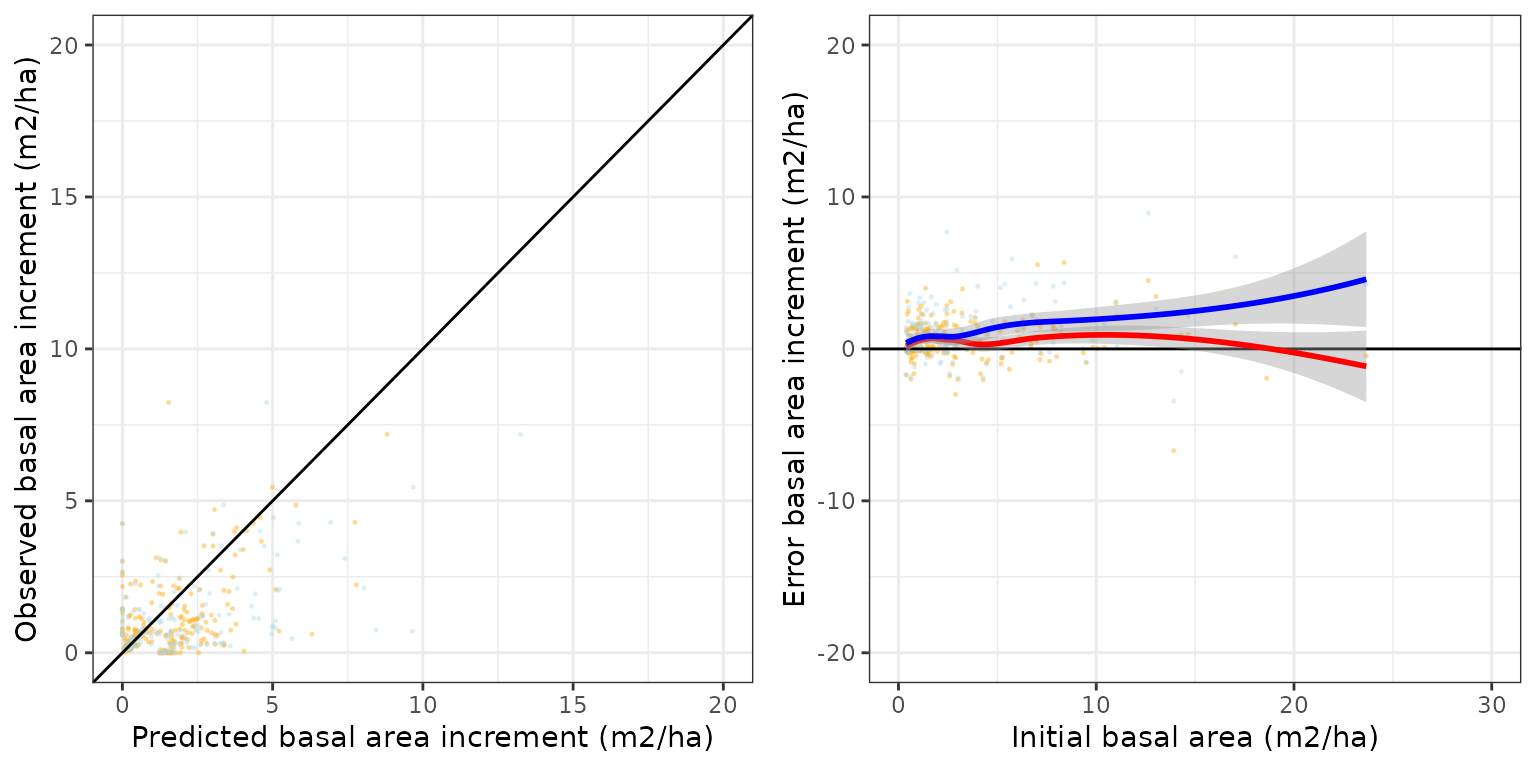 Observed basal area increment (m2/ha)
20
15
10
5
0
0 5 10 15 20
Predicted basal area increment (m2/ha)
Error basal area increment (m2/ha)
20
10
0
-10
-20
0 10 20 30
Initial basal area (m2/ha)